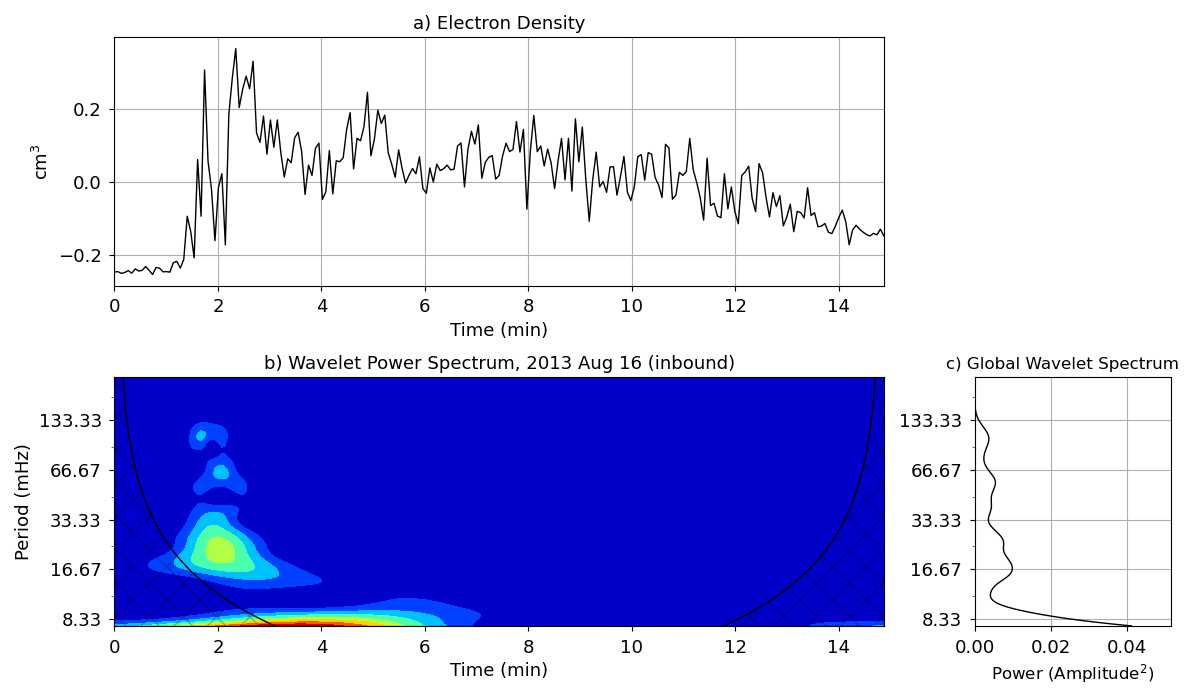 a) Electron Density
cm³
0.2
0.0
−0.2
0 2 4 6 8 10 12 14
Time (min)
b) Wavelet Power Spectrum, 2013 Aug 16 (inbound)
Period (mHz)
133.33
66.67
33.33
16.67
8.33
0 2 4 6 8 10 12 14
Time (min)
c) Global Wavelet Spectrum
133.33
66.67
33.33
16.67
8.33
0.00 0.02 0.04
Power (Amplitude²)